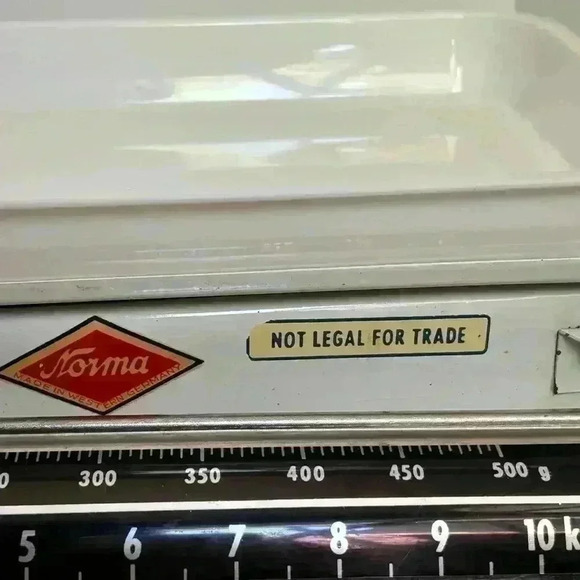 Norma
MADE IN WESTERN GERMANY
NOT LEGAL FOR TRADE
0 300 350 400 450 500 g
5 6 7 8 9 10 k